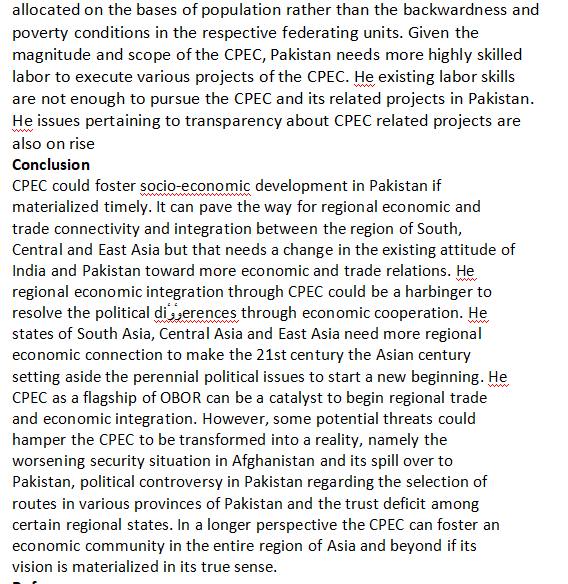 allocated on the bases of population rather than the backwardness and
poverty conditions in the respective federating units. Given the
magnitude and scope of the CPEC, Pakistan needs more highly skilled
labor to execute various projects of the CPEC. He existing labor skills
are not enough to pursue the CPEC and its related projects in Pakistan.
He issues pertaining to transparency about CPEC related projects are
also on rise
Conclusion
CPEC could foster socio-economic development in Pakistan if
materialized timely. It can pave the way for regional economic and
trade connectivity and integration between the region of South,
Central and East Asia but that needs a change in the existing attitude of
India and Pakistan toward more economic and trade relations. He
regional economic integration through CPEC could be a harbinger to
resolve the political through economic cooperation. He
states of South Asia, Central Asia and East Asia need more regional
economic connection to make the 21st century the Asian century
setting aside the perennial political issues to start a new beginning. He
CPEC as a flagship of OBOR can be a catalyst to begin regional trade
and economic integration. However, some potential threats could
hamper the CPEC to be transformed into a reality, namely the
worsening security situation in Afghanistan and its spill over to
Pakistan, political controversy in Pakistan regarding the selection of
routes in various provinces of Pakistan and the trust deficit among
certain regional states. In a longer perspective the CPEC can foster an
economic community in the entire region of Asia and beyond if its
vision is materialized in its true sense.